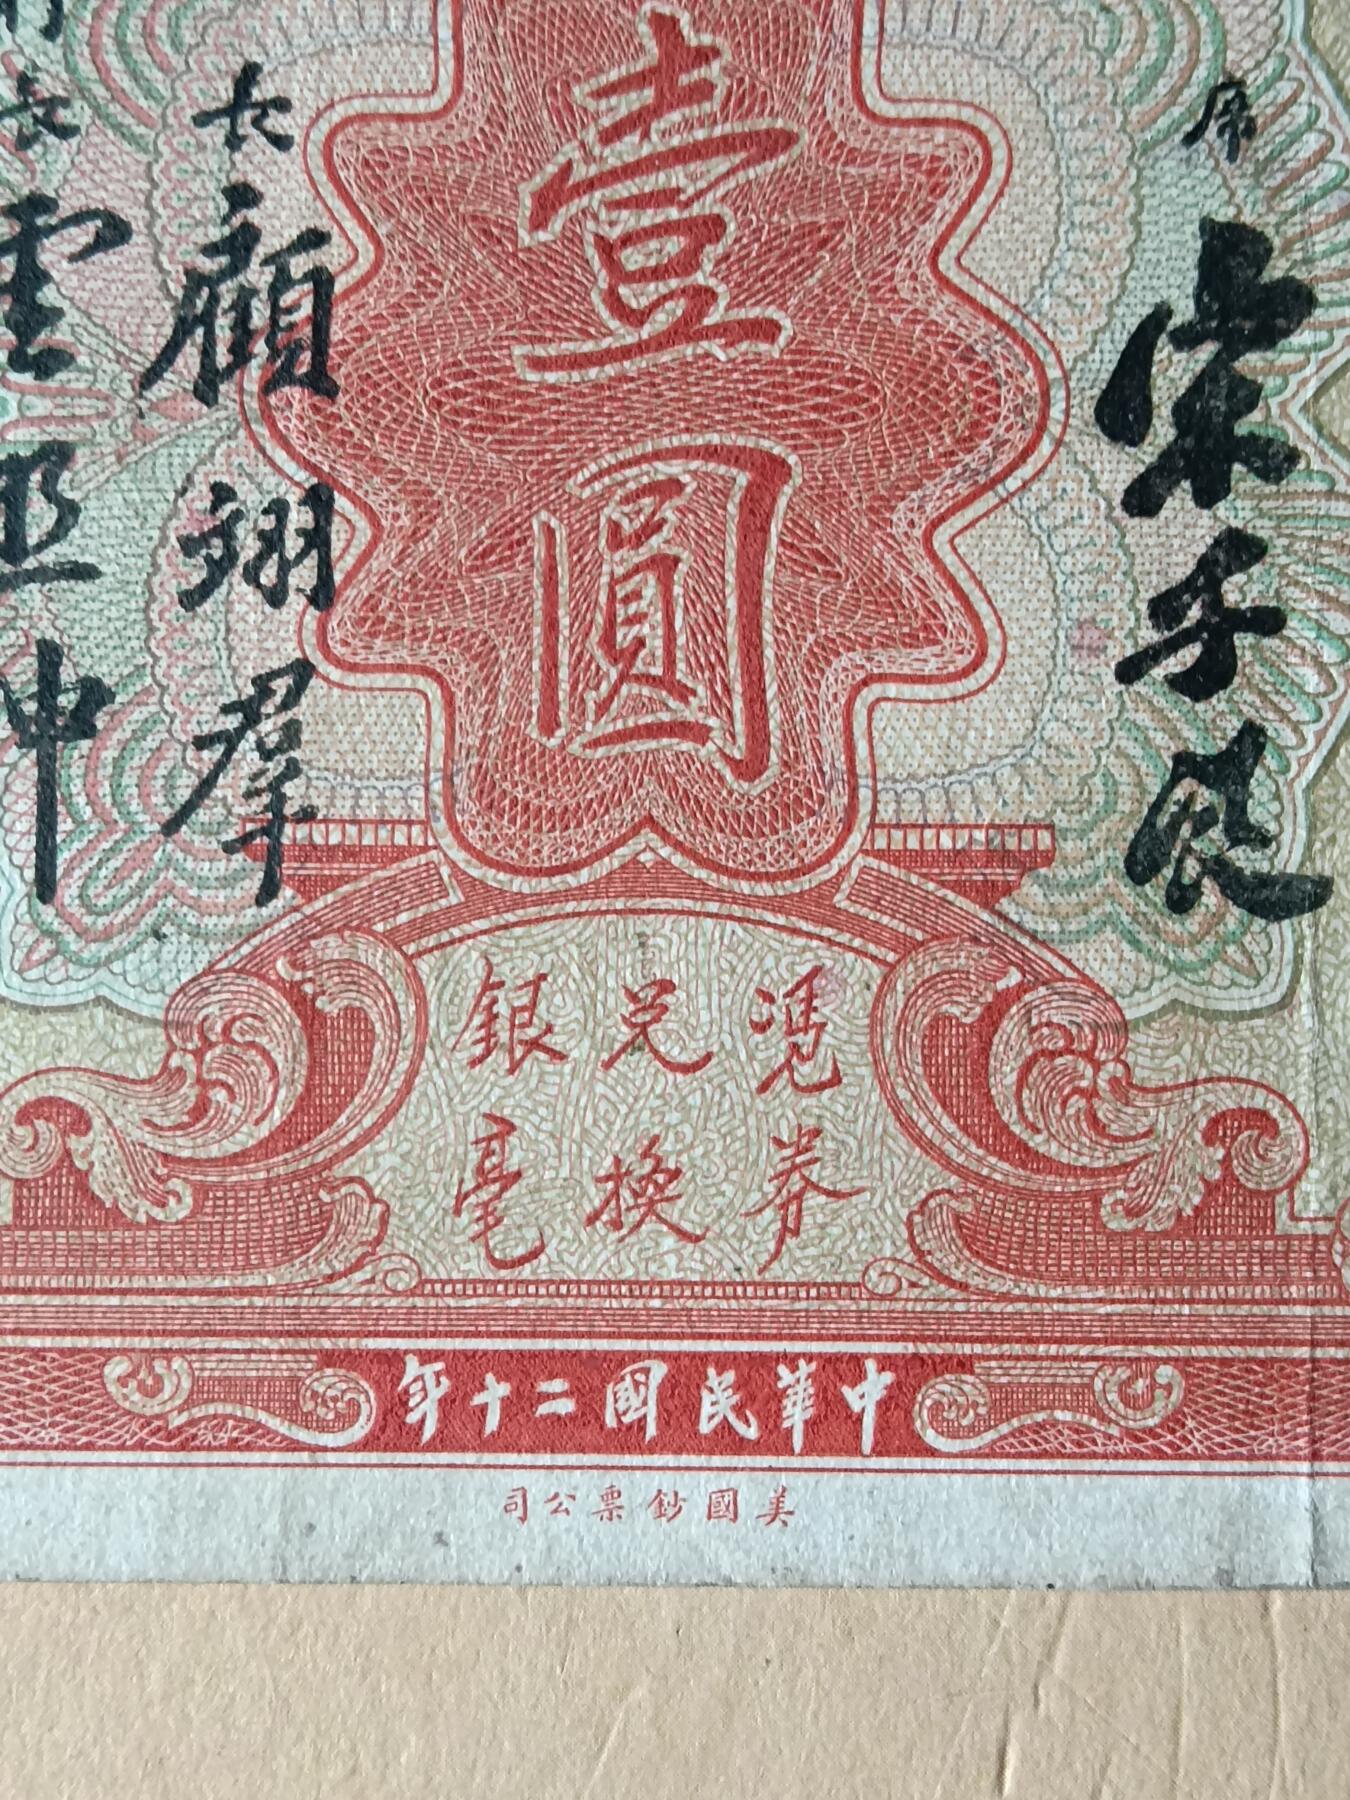 席
宋子良
壹圓
長
顧翊羣
憑券
兌換
銀毫
中華民國二十年
美國鈔票公司